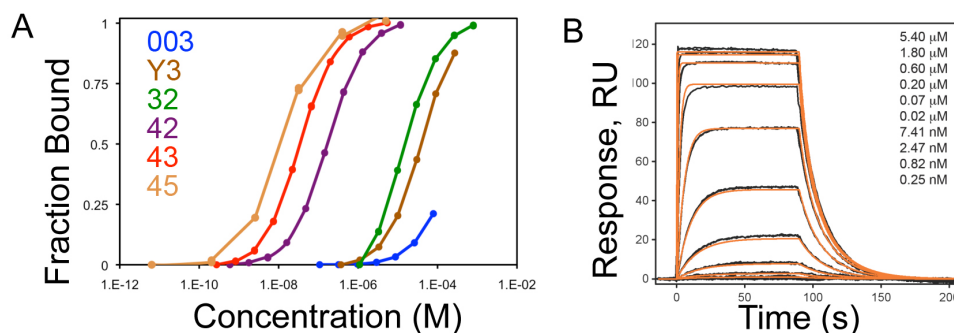 A
Fraction Bound
1
0.75
0.5
0.25
0
003
Y3
32
42
43
45
1.E-12
1.E-10
1.E-08
1.E-06
1.E-04
1.E-02
Concentration (M)
B
Response, RU
120
100
80
60
40
20
0
5.40 μM
1.80 μM
0.60 μM
0.20 μM
0.07 μM
0.02 μM
7.41 nM
2.47 nM
0.82 nM
0.25 nM
-50
0
50
100
150
Time (s)